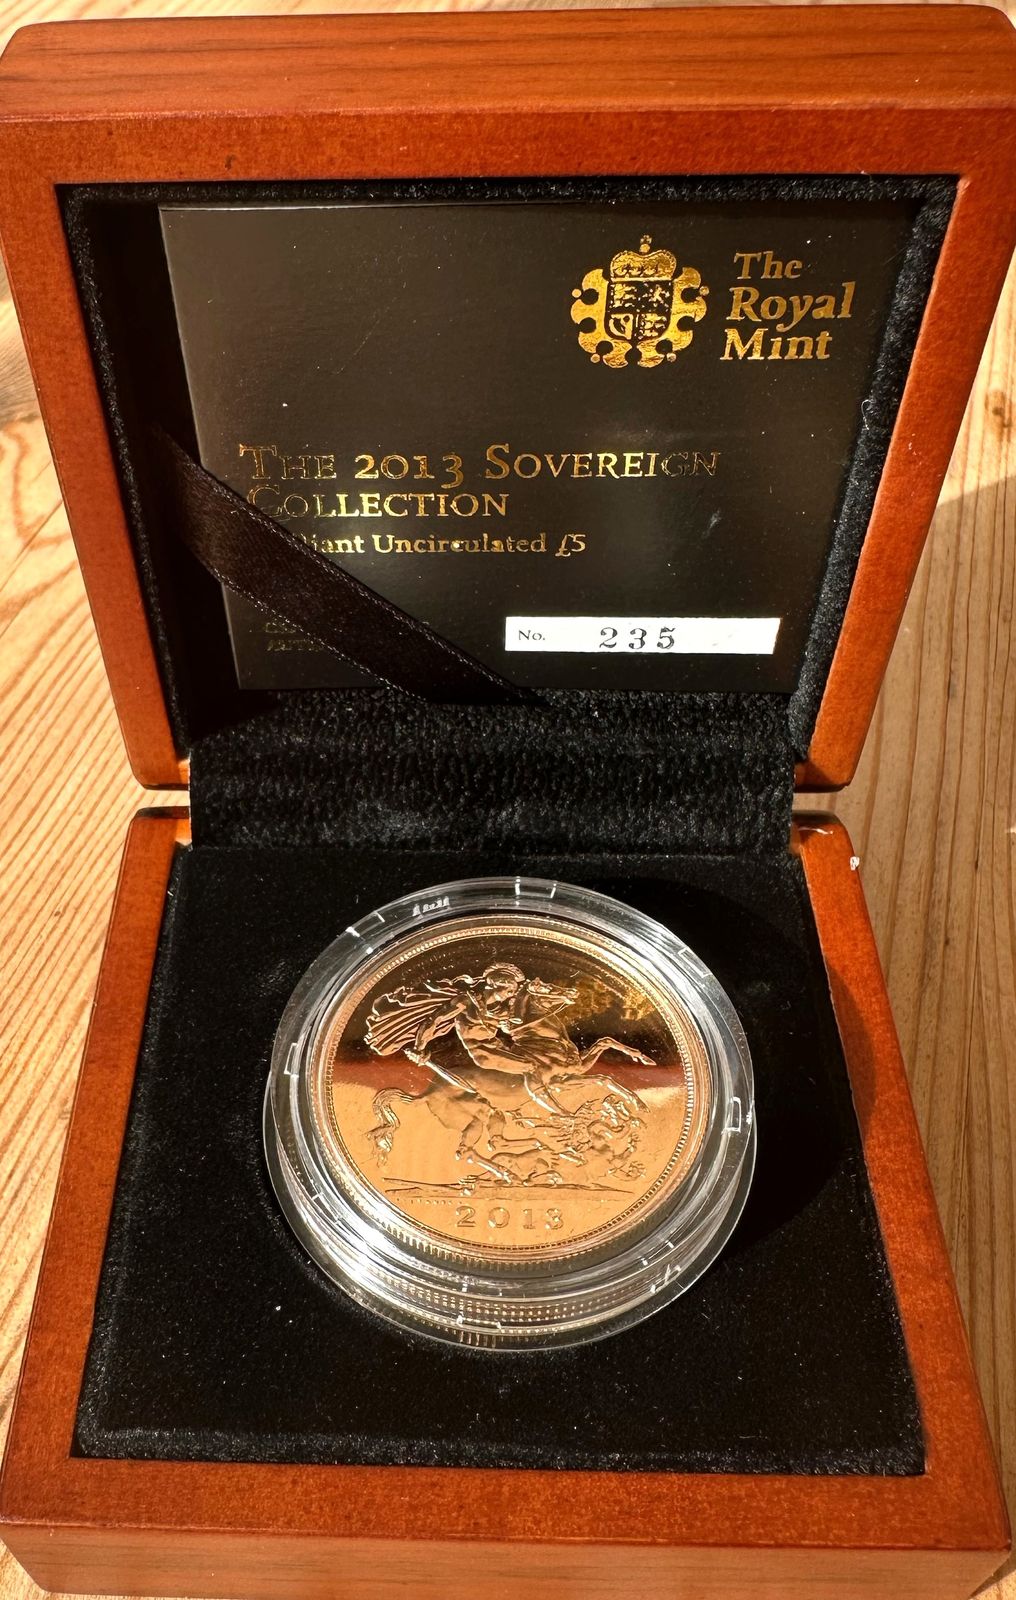 The
Royal
Mint
THE 2013 SOVEREIGN
COLLECTION
Uncirculated £5
No. 235
2013